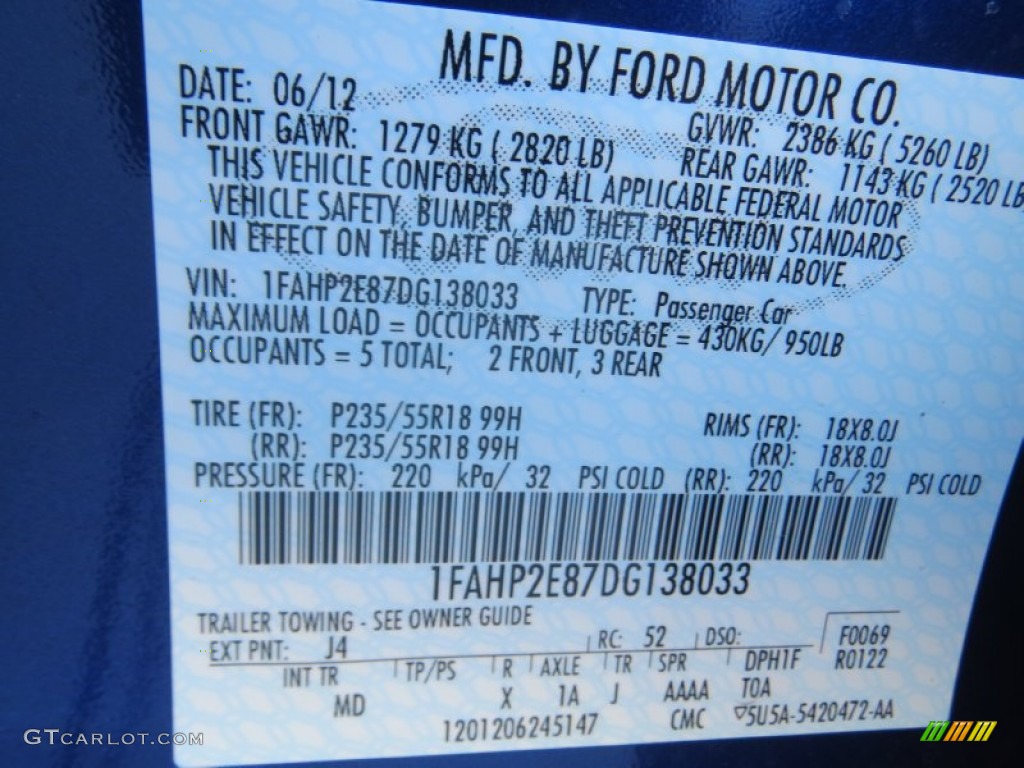 MFD. BY FORD MOTOR CO.
DATE: 06/12 GVWR: 2386 KG ( 5260 LB)
FRONT GAWR: 1279 KG ( 2820 LB) REAR GAWR: 1143 KG ( 2520 LB
THIS VEHICLE CONFORMS TO ALL APPLICABLE FEDERAL MOTOR
VEHICLE SAFETY, BUMPER, AND THEFT PREVENTION STANDARDS
IN EFFECT ON THE DATE OF MANUFACTURE SHOWN ABOVE.
VIN: 1FAHP2E87DG138033 TYPE: Passenger Car
MAXIMUM LOAD = OCCUPANTS + LUGGAGE = 430KG/ 950LB
OCCUPANTS = 5 TOTAL; 2 FRONT, 3 REAR
TIRE (FR): P235/55R18 99H RIMS (FR): 18X8.0J
(RR): P235/55R18 99H (RR): 18X8.0J
PRESSURE (FR): 220 kPa/ 32 PSI COLD (RR): 220 kPa/ 32 PSI COLD
1FAHP2E87DG138033
TRAILER TOWING - SEE OWNER GUIDE
EXT PNT: J4 RC: 52 DSO: F0069
INT TR TP/PS R AXLE TR SPR DPH1F R0122
MD X 1A J AAAA TOA
1201206245147 CMC ▽5U5A-5420472-AA
GTCARLOT.COM